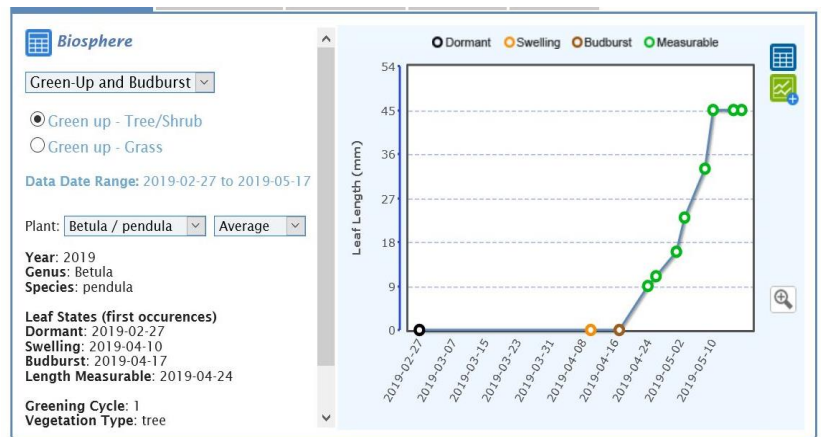 Biosphere
Green-Up and Budburst
Green up - Tree/Shrub
Green up - Grass
Data Date Range: 2019-02-27 to 2019-05-17
Plant: Betula / pendula Average
Year: 2019
Genus: Betula
Species: pendula
Leaf States (first occurences)
Dormant: 2019-02-27
Swelling: 2019-04-10
Budburst: 2019-04-17
Length Measurable: 2019-04-24
Greening Cycle: 1
Vegetation Type: tree
Dormant Swelling Budburst Measurable
Leaf Length (mm)
54
45
36
27
18
9
0
2019-02-27
2019-03-07
2019-03-15
2019-03-23
2019-03-31
2019-04-08
2019-04-16
2019-04-24
2019-05-02
2019-05-10